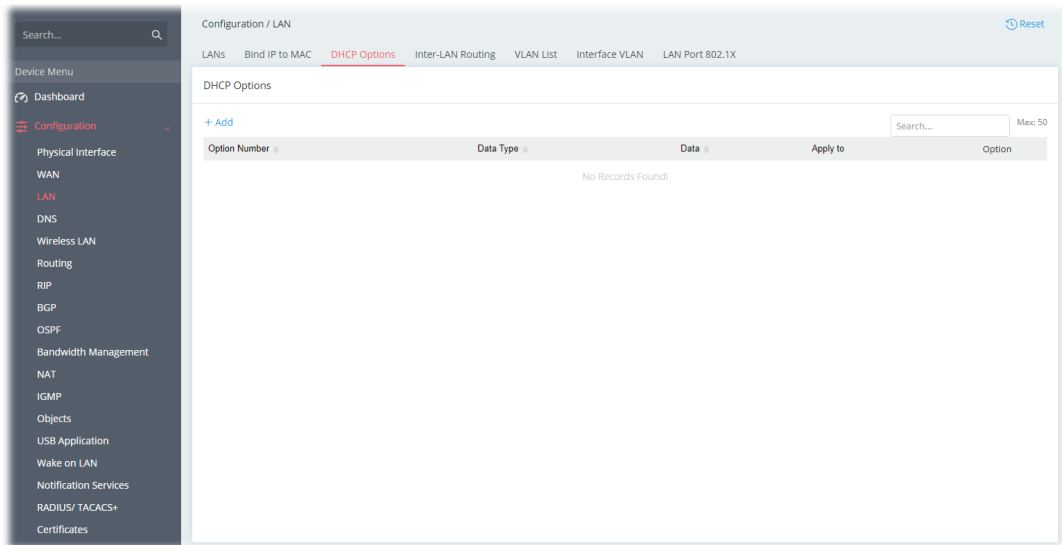 Search...
Device Menu
Dashboard
Configuration
Physical Interface
WAN
LAN
DNS
Wireless LAN
Routing
RIP
BGP
OSPF
Bandwidth Management
NAT
IGMP
Objects
USB Application
Wake on LAN
Notification Services
RADIUS/ TACACS+
Certificates
Configuration / LAN
Reset
LANs Bind IP to MAC DHCP Options Inter-LAN Routing VLAN List Interface VLAN LAN Port 802.1X
DHCP Options
+ Add
Search...
Max: 50
Option Number Data Type Data Apply to Option
No Records Found!